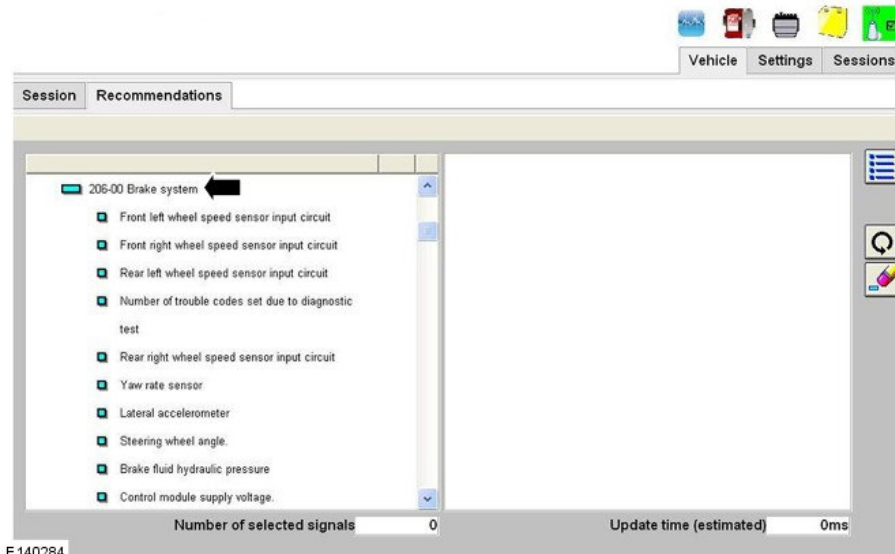 Vehicle Settings Sessions
Session Recommendations
206-00 Brake system
Front left wheel speed sensor input circuit
Front right wheel speed sensor input circuit
Rear left wheel speed sensor input circuit
Number of trouble codes set due to diagnostic
test
Rear right wheel speed sensor input circuit
Yaw rate sensor
Lateral accelerometer
Steering wheel angle.
Brake fluid hydraulic pressure
Control module supply voltage.
Number of selected signals 0 Update time (estimated) 0ms
E140284